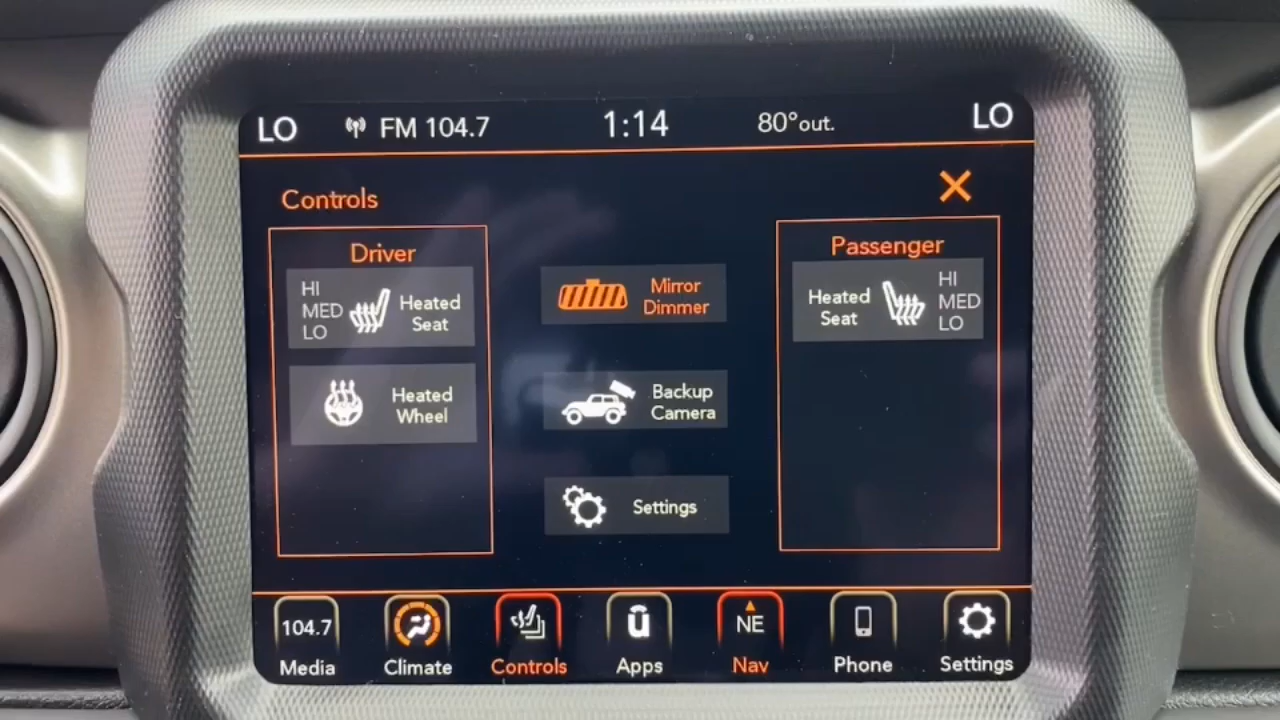 LO FM 104.7 1:14 80°out. LO
Controls
Driver
HI
MED
LO
Heated
Seat
Heated
Wheel
Mirror
Dimmer
Backup
Camera
Settings
Passenger
Heated
Seat
HI
MED
LO
104.7
Media
Climate
Controls
ū
Apps
NE
Nav
Phone
Settings